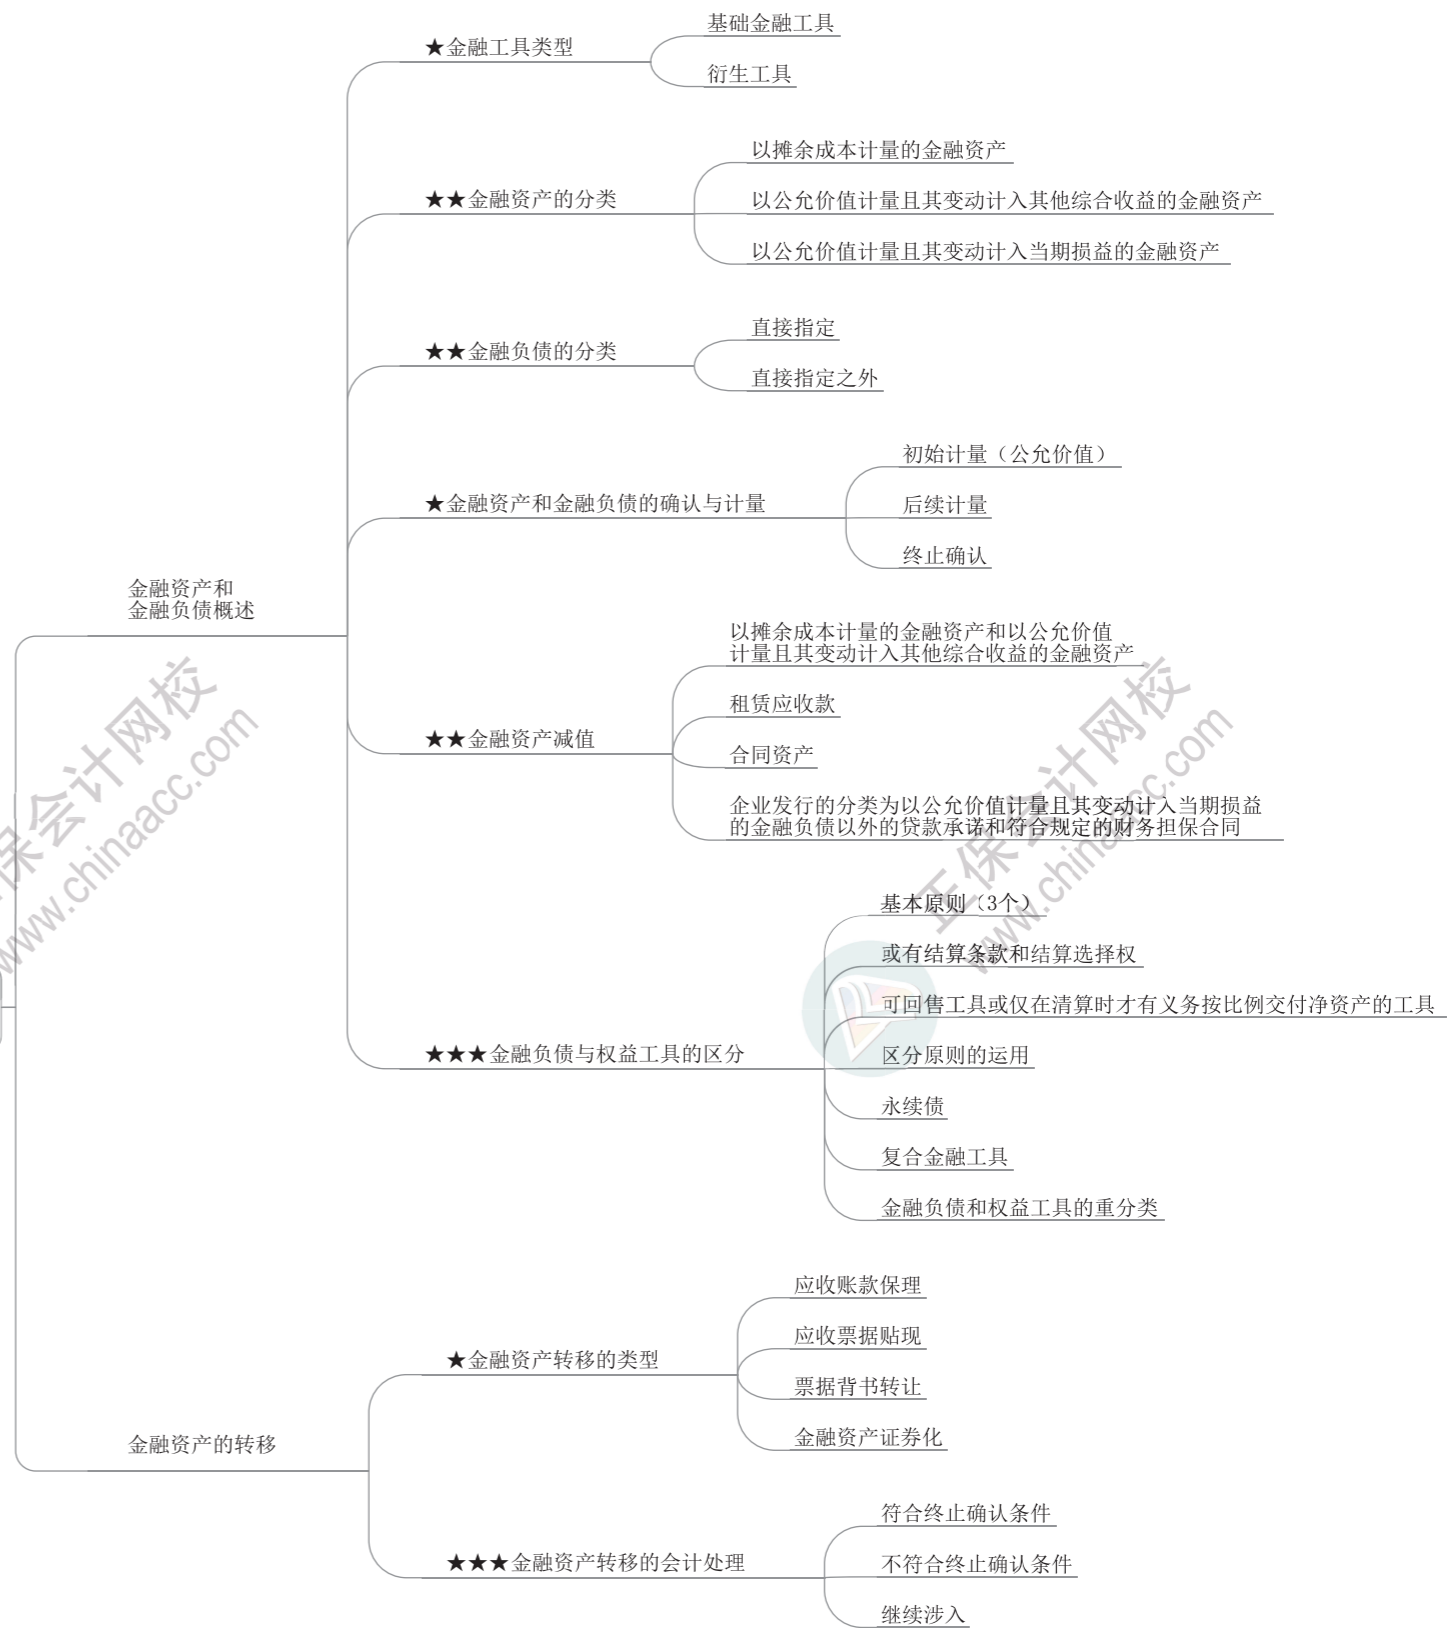 ★金融工具类型
基础金融工具
衍生工具
★★金融资产的分类
以摊余成本计量的金融资产
以公允价值计量且其变动计入其他综合收益的金融资产
以公允价值计量且其变动计入当期损益的金融资产
★★金融负债的分类
直接指定
直接指定之外
★金融资产和金融负债的确认与计量
初始计量（公允价值）
后续计量
终止确认
金融资产和
金融负债概述
★★金融资产减值
以摊余成本计量的金融资产和以公允价值
计量且其变动计入其他综合收益的金融资产
租赁应收款
合同资产
企业发行的分类为以公允价值计量且其变动计入当期损益
的金融负债以外的贷款承诺和符合规定的财务担保合同
★★★金融负债与权益工具的区分
基本原则（3个）
或有结算条款和结算选择权
可回售工具或仅在清算时才有义务按比例交付净资产的工具
区分原则的运用
永续债
复合金融工具
金融负债和权益工具的重分类
金融资产的转移
★金融资产转移的类型
应收账款保理
应收票据贴现
票据背书转让
金融资产证券化
★★★金融资产转移的会计处理
符合终止确认条件
不符合终止确认条件
继续涉入
保会计网校
www.chinaacc.com
正保会计网校
www.chinaacc.com